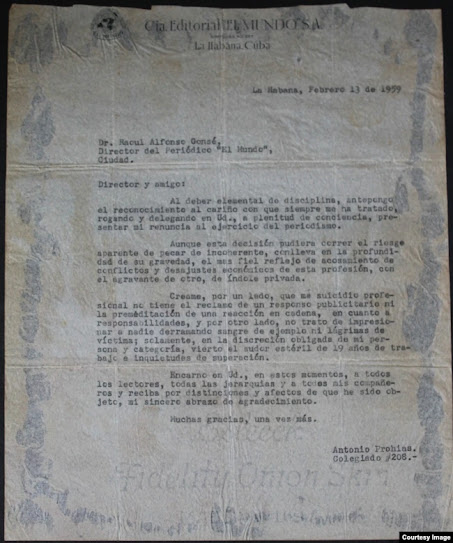 Cía. Editorial "EL MUNDO", S.A.
La Habana, Cuba
La Habana, Febrero 13 de 1959
Dr. Raoul Alfonso Gonsé,
Director del Periódico "El Mundo",
Ciudad.
Director y amigo:
Al deber elemental de disciplina, antepongo
el reconocimiento al cariño con que siempre me ha tratado,
rogando y delegando en Ud., a plenitud de conciencia, pre-
sentar mi renuncia al ejercicio del periodismo.
Aunque esta decisión pudiera correr el riesgo
aparente de pecar de incoherente, conlleva en la profundi-
dad de su gravedad, el mas fiel reflejo de acosamiento de
conflictos y desajustes económicos de esta profesión, con
el agravante de otro, de índole privada.
Créame, por un lado, que me suicidio profe-
sional no tiene el reclamo de un responso publicitario ni
la premeditación de una reacción en cadena, en cuanto a
responsabilidades, y por otro lado, no trato de impresio-
nar a nadie derramando sangre de ejemplo ni lágrimas de
víctima; solamente, en la discreción obligada de mi per-
sona y categoría, vierto el sudor estéril de 19 años de tra-
bajo e inquietudes de superación.
Encarno en Ud., en estos momentos, a todos
los lectores, todas las jerarquías y a todos mis compañe-
ros y reciba por distinciones y afectos de que he sido ob-
jeto, mi sincero abrazo de agradecimiento.
Muchas gracias, una vez más.
Antonio Prohias.
Colegiado #208.-
Fidelity Onion Skin
Courtesy Image